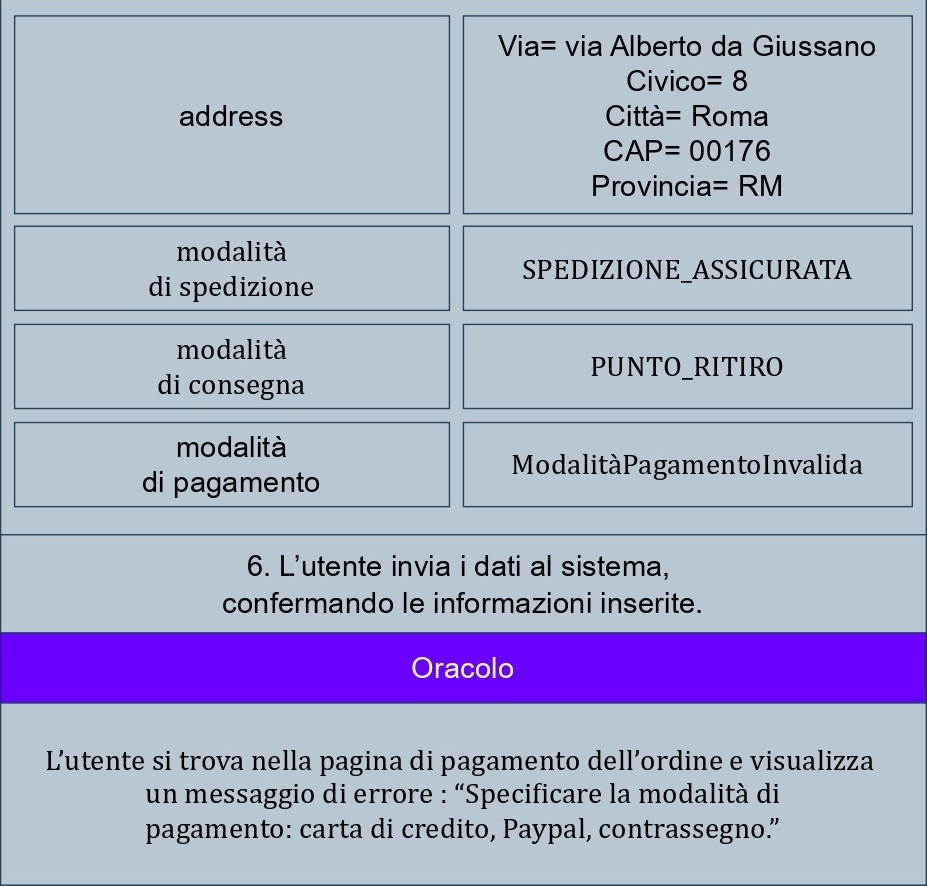 address
Via= via Alberto da Giussano
Civico= 8
Città= Roma
CAP= 00176
Provincia= RM
modalità
di spedizione
SPEDIZIONE_ASSICURATA
modalità
di consegna
PUNTO_RITIRO
modalità
di pagamento
ModalitàPagamentoInvalida
6. L’utente invia i dati al sistema,
confermando le informazioni inserite.
Oracolo
L’utente si trova nella pagina di pagamento dell’ordine e visualizza
un messaggio di errore : “Specificare la modalità di
pagamento: carta di credito, Paypal, contrassegno.”